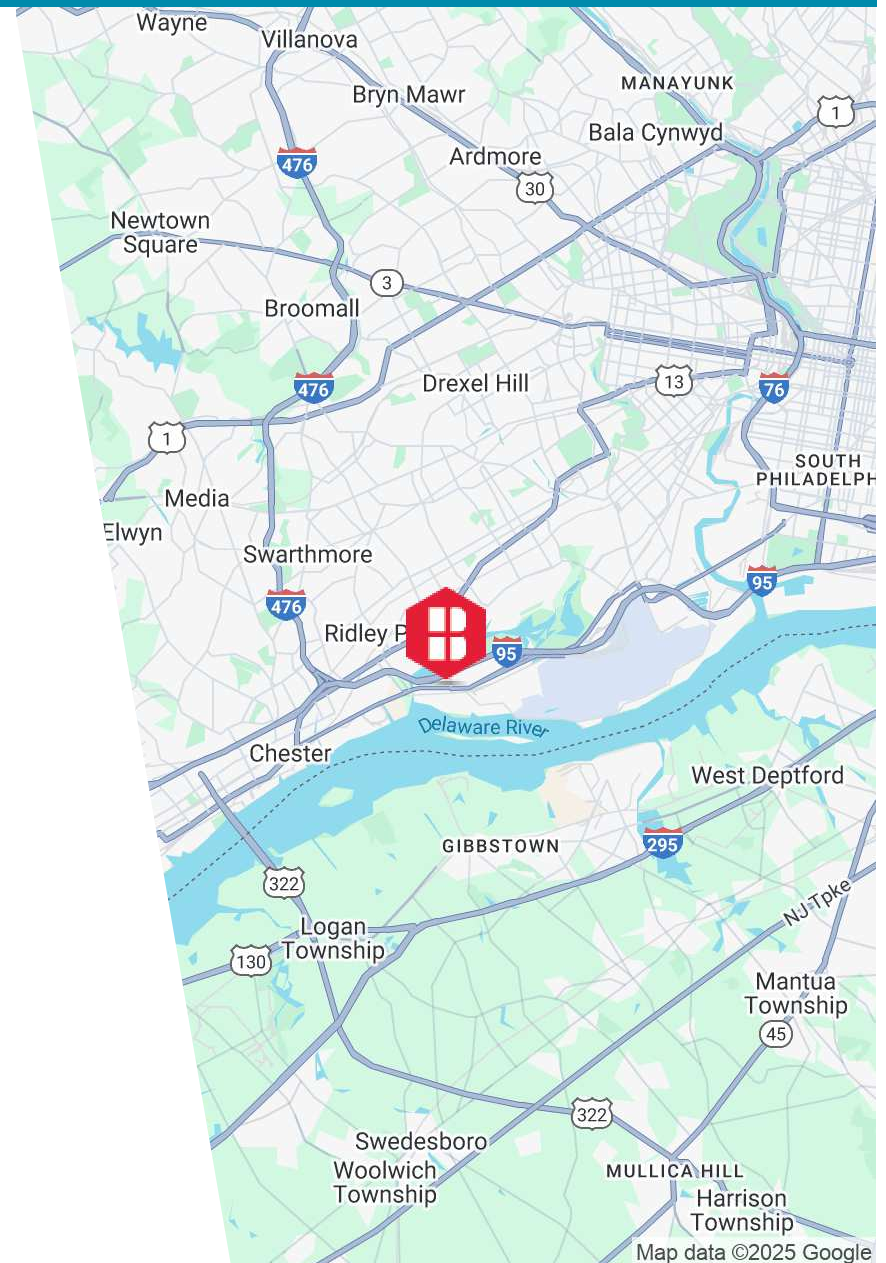 Wayne
Villanova
Bryn Mawr
MANAYUNK
1
Bala Cynwyd
Ardmore
476
30
Newtown
Square
3
Broomall
476
Drexel Hill
13
76
1
SOUTH
PHILADELPH
Media
Elwyn
Swarthmore
95
476
Ridley P
95
Delaware River
Chester
West Deptford
GIBBSTOWN
295
322
NJ Tpke
Logan
Township
130
Mantua
Township
45
322
Swedesboro
Woolwich
Township
MULLICA HILL
Harrison
Township
Map data ©2025 Google